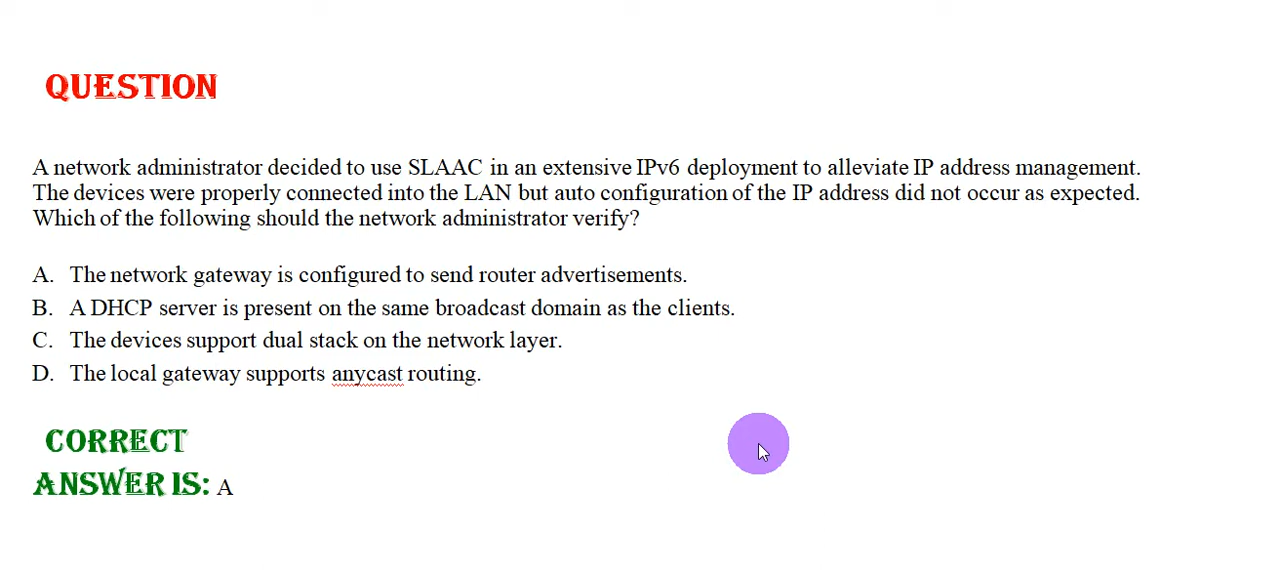 QUESTION
A network administrator decided to use SLAAC in an extensive IPv6 deployment to alleviate IP address management.
The devices were properly connected into the LAN but auto configuration of the IP address did not occur as expected.
Which of the following should the network administrator verify?
A. The network gateway is configured to send router advertisements.
B. A DHCP server is present on the same broadcast domain as the clients.
C. The devices support dual stack on the network layer.
D. The local gateway supports anycast routing.
CORRECT
ANSWER IS: A